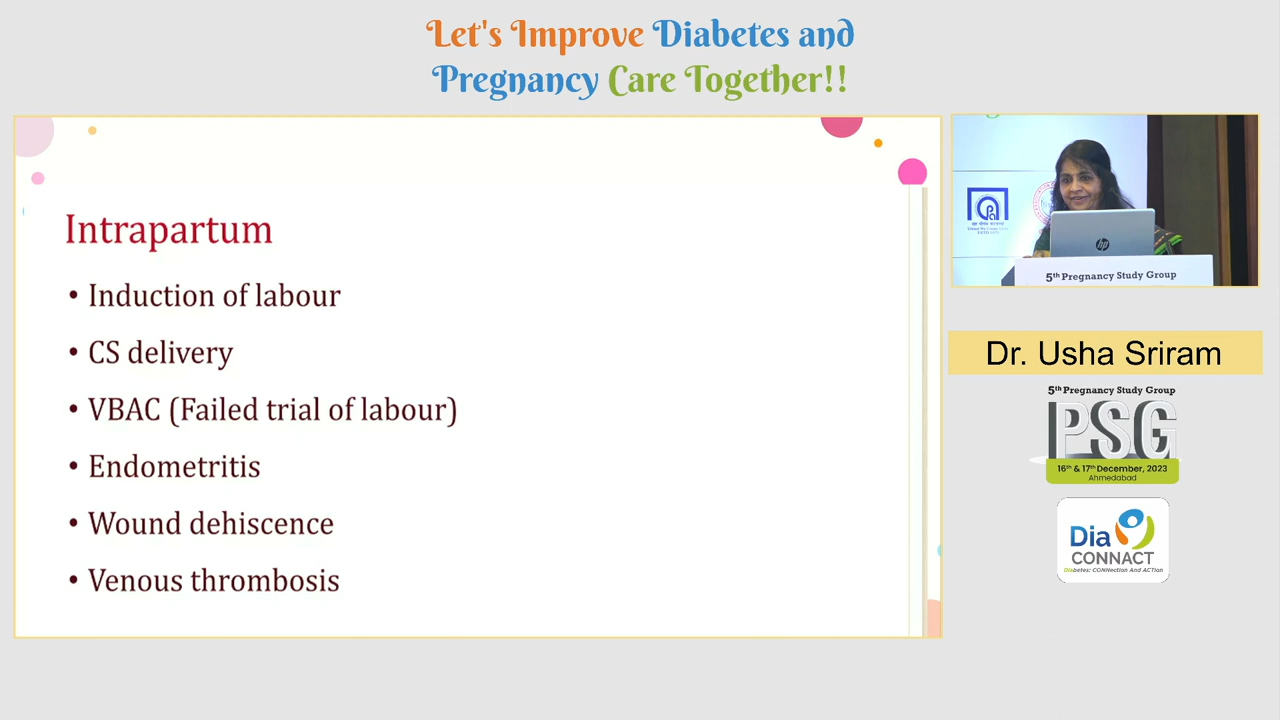 Let's Improve Diabetes and
Pregnancy Care Together!!
Intrapartum
• Induction of labour
• CS delivery
• VBAC (Failed trial of labour)
• Endometritis
• Wound dehiscence
• Venous thrombosis
hp
5th Pregnancy Study Group
Dr. Usha Sriram
5th Pregnancy Study Group
PSG
16th & 17th December, 2023
Ahmedabad
Dia
CONNACT
Diabetes: CONNection And ACTion